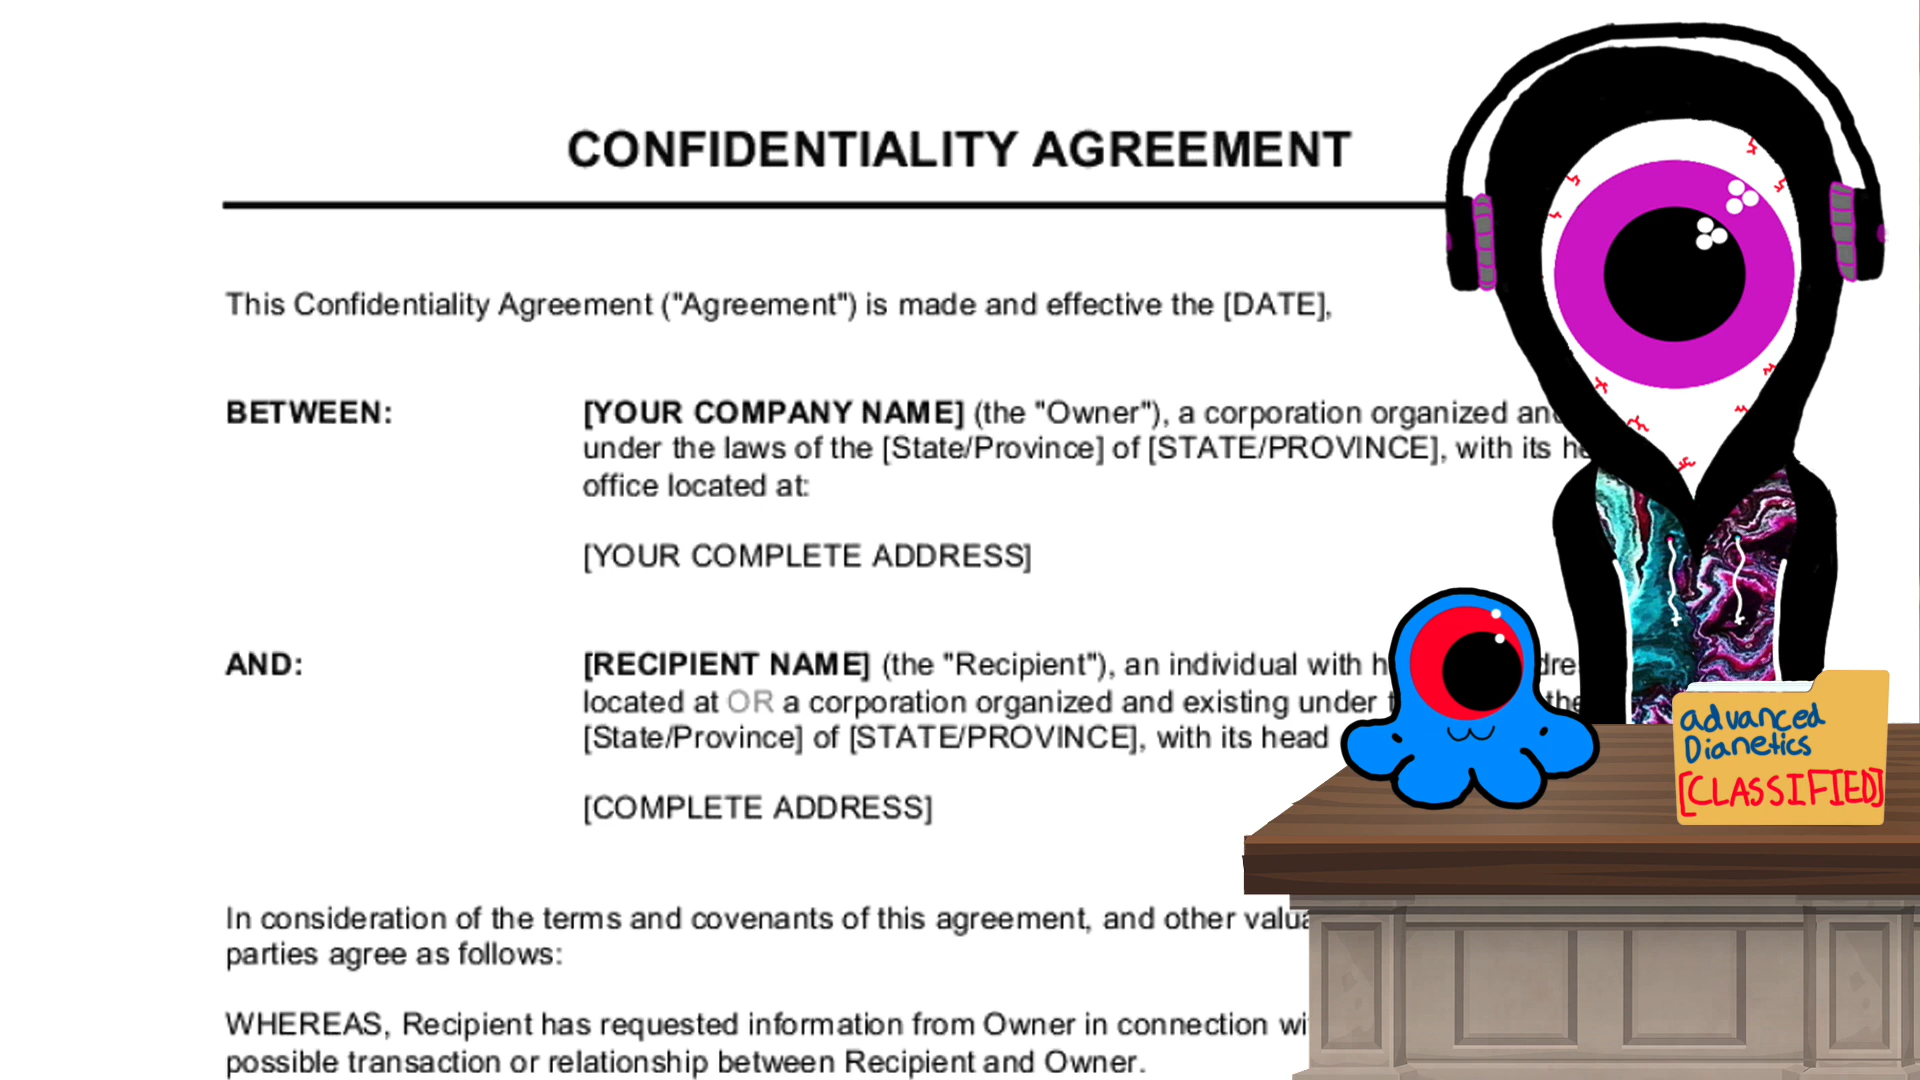 CONFIDENTIALITY AGREEMENT
This Confidentiality Agreement ("Agreement") is made and effective the [DATE],
BETWEEN:
[YOUR COMPANY NAME] (the "Owner"), a corporation organized
under the laws of the [State/Province] of [STATE/PROVINCE], with its
office located at:
[YOUR COMPLETE ADDRESS]
AND:
[RECIPIENT NAME] (the "Recipient"), an individual with
located at OR a corporation organized and existing under
[State/Province] of [STATE/PROVINCE], with its head
[COMPLETE ADDRESS]
In consideration of the terms and covenants of this agreement, and other
parties agree as follows:
WHEREAS, Recipient has requested information from Owner in connection
possible transaction or relationship between Recipient and Owner.
advanced
Dianetics
[CLASSIFIED]